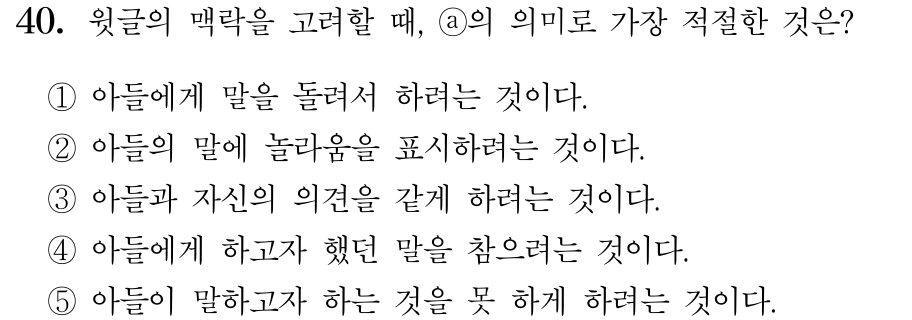 40. 윗글의 맥락을 고려할 때, ⓐ의 의미로 가장 적절한 것은?
① 아들에게 말을 돌려서 하려는 것이다.
② 아들의 말에 놀라움을 표시하려는 것이다.
③ 아들과 자신의 의견을 같게 하려는 것이다.
④ 아들에게 하고자 했던 말을 참으려는 것이다.
⑤ 아들이 말하고자 하는 것을 못 하게 하려는 것이다.